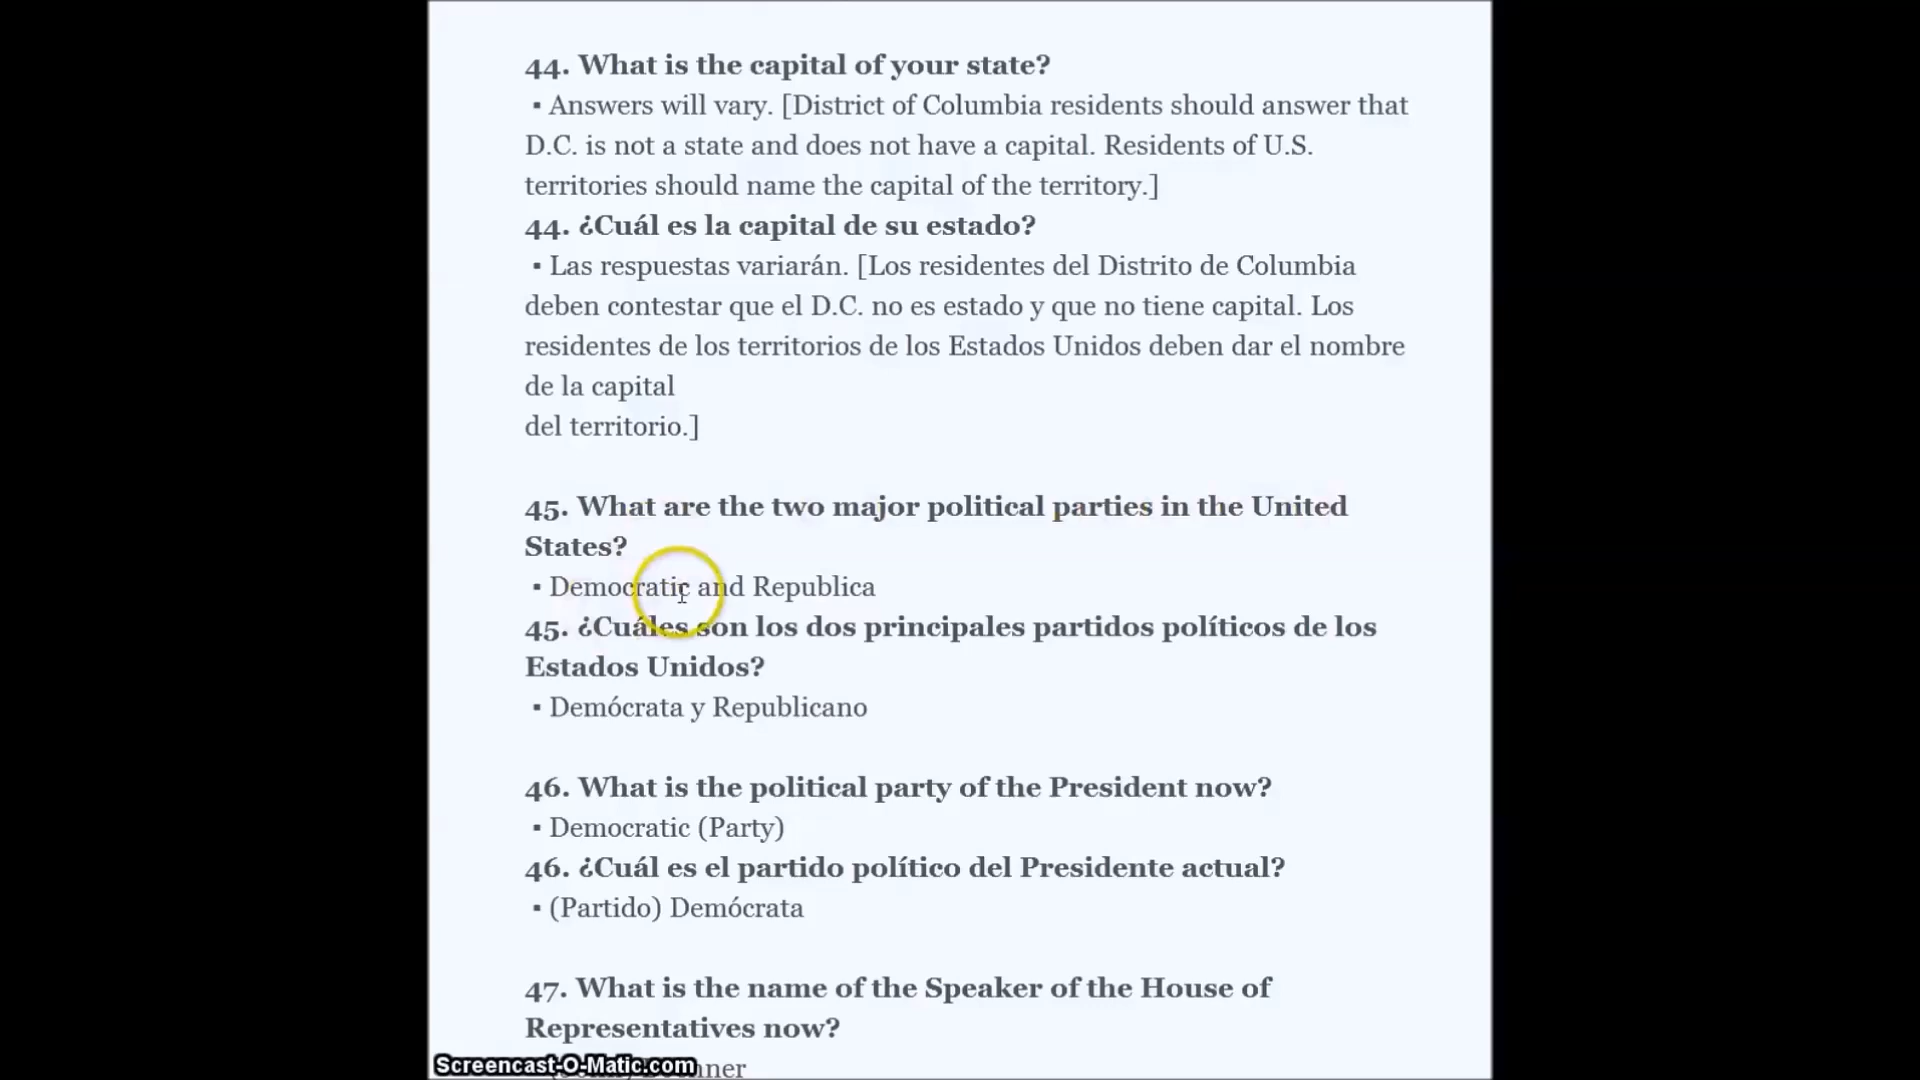 44. What is the capital of your state?
▪ Answers will vary. [District of Columbia residents should answer that
D.C. is not a state and does not have a capital. Residents of U.S.
territories should name the capital of the territory.]
44. ¿Cuál es la capital de su estado?
▪ Las respuestas variarán. [Los residentes del Distrito de Columbia
deben contestar que el D.C. no es estado y que no tiene capital. Los
residentes de los territorios de los Estados Unidos deben dar el nombre
de la capital
del territorio.]
45. What are the two major political parties in the United
States?
▪ Democratic and Republica
45. ¿Cuáles son los dos principales partidos políticos de los
Estados Unidos?
▪ Demócrata y Republicano
46. What is the political party of the President now?
▪ Democratic (Party)
46. ¿Cuál es el partido político del Presidente actual?
▪ (Partido) Demócrata
47. What is the name of the Speaker of the House of
Representatives now?
Screencast-O-Matic.com